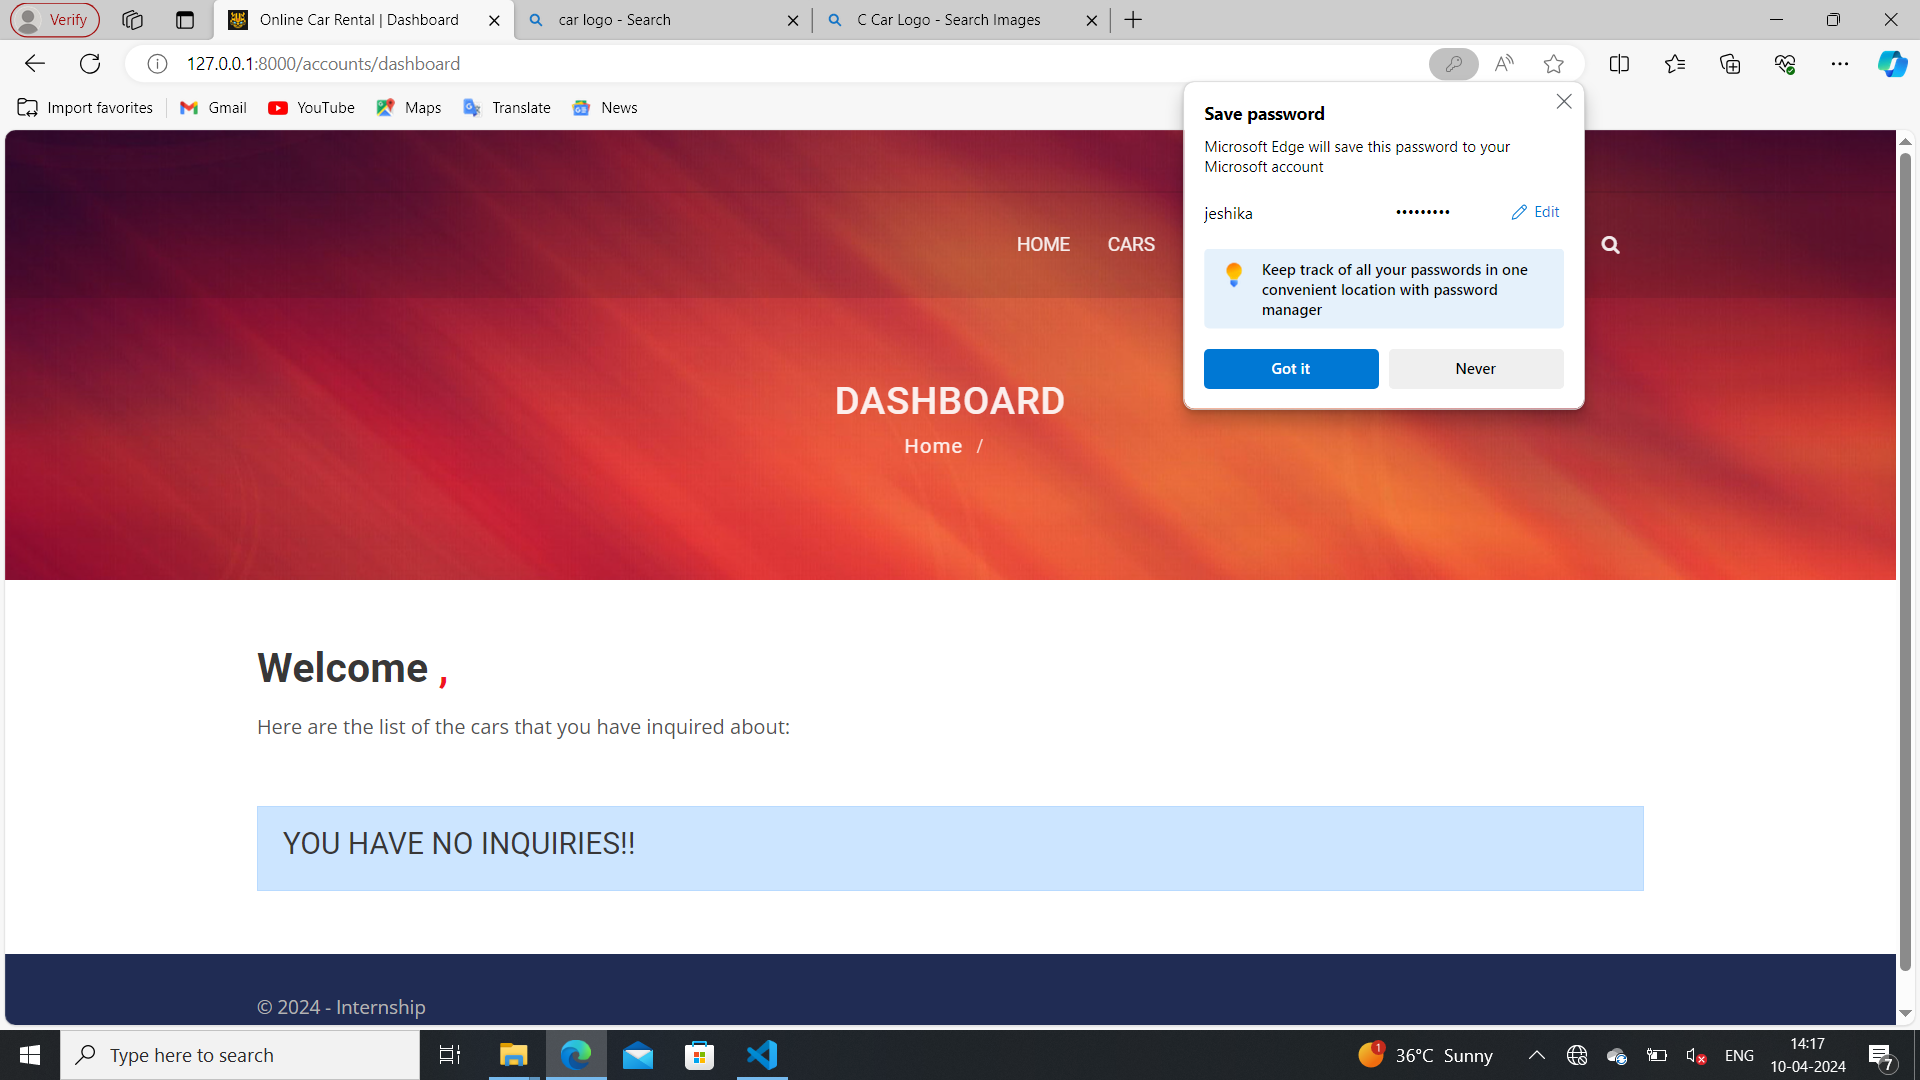 Verify
Online Car Rental | Dashboard
car logo - Search
C Car Logo - Search Images
127.0.0.1:8000/accounts/dashboard
Import favorites
Gmail
YouTube
Maps
Translate
News
Save password
Microsoft Edge will save this password to your
Microsoft account
jeshika
•••••••••
Edit
Keep track of all your passwords in one
convenient location with password
manager
Got it
Never
HOME
CARS
DASHBOARD
Home /
Welcome ,
Here are the list of the cars that you have inquired about:
YOU HAVE NO INQUIRIES!!
© 2024 - Internship
Type here to search
1
36°C Sunny
ENG
14:17
10-04-2024
7